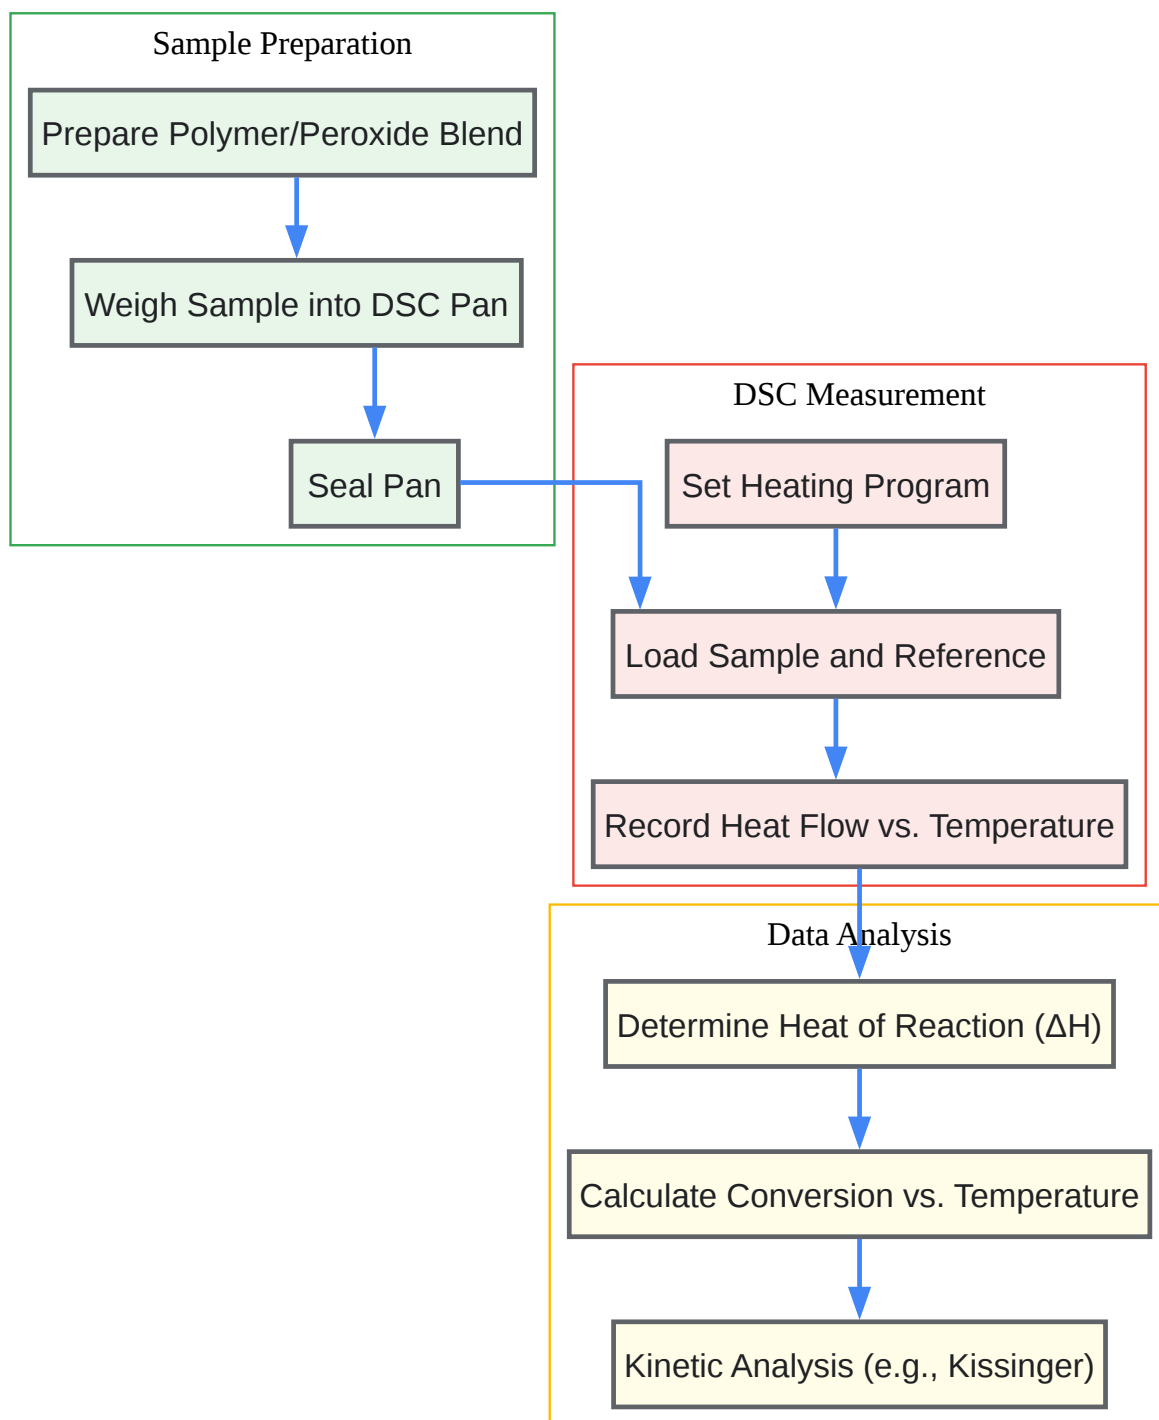 Sample Preparation
Prepare Polymer/Peroxide Blend
Weigh Sample into DSC Pan
Seal Pan
DSC Measurement
Set Heating Program
Load Sample and Reference
Record Heat Flow vs. Temperature
Data Analysis
Determine Heat of Reaction (ΔH)
Calculate Conversion vs. Temperature
Kinetic Analysis (e.g., Kissinger)